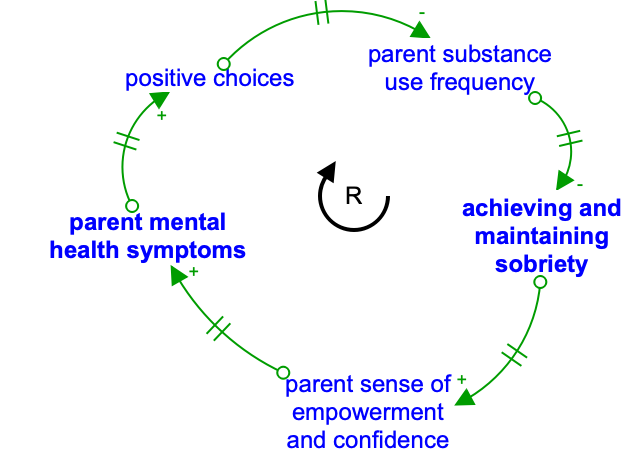 -
parent substance
use frequency
positive choices
+
-
R
achieving and
maintaining
sobriety
parent mental
health symptoms
+
parent sense of +
empowerment
and confidence